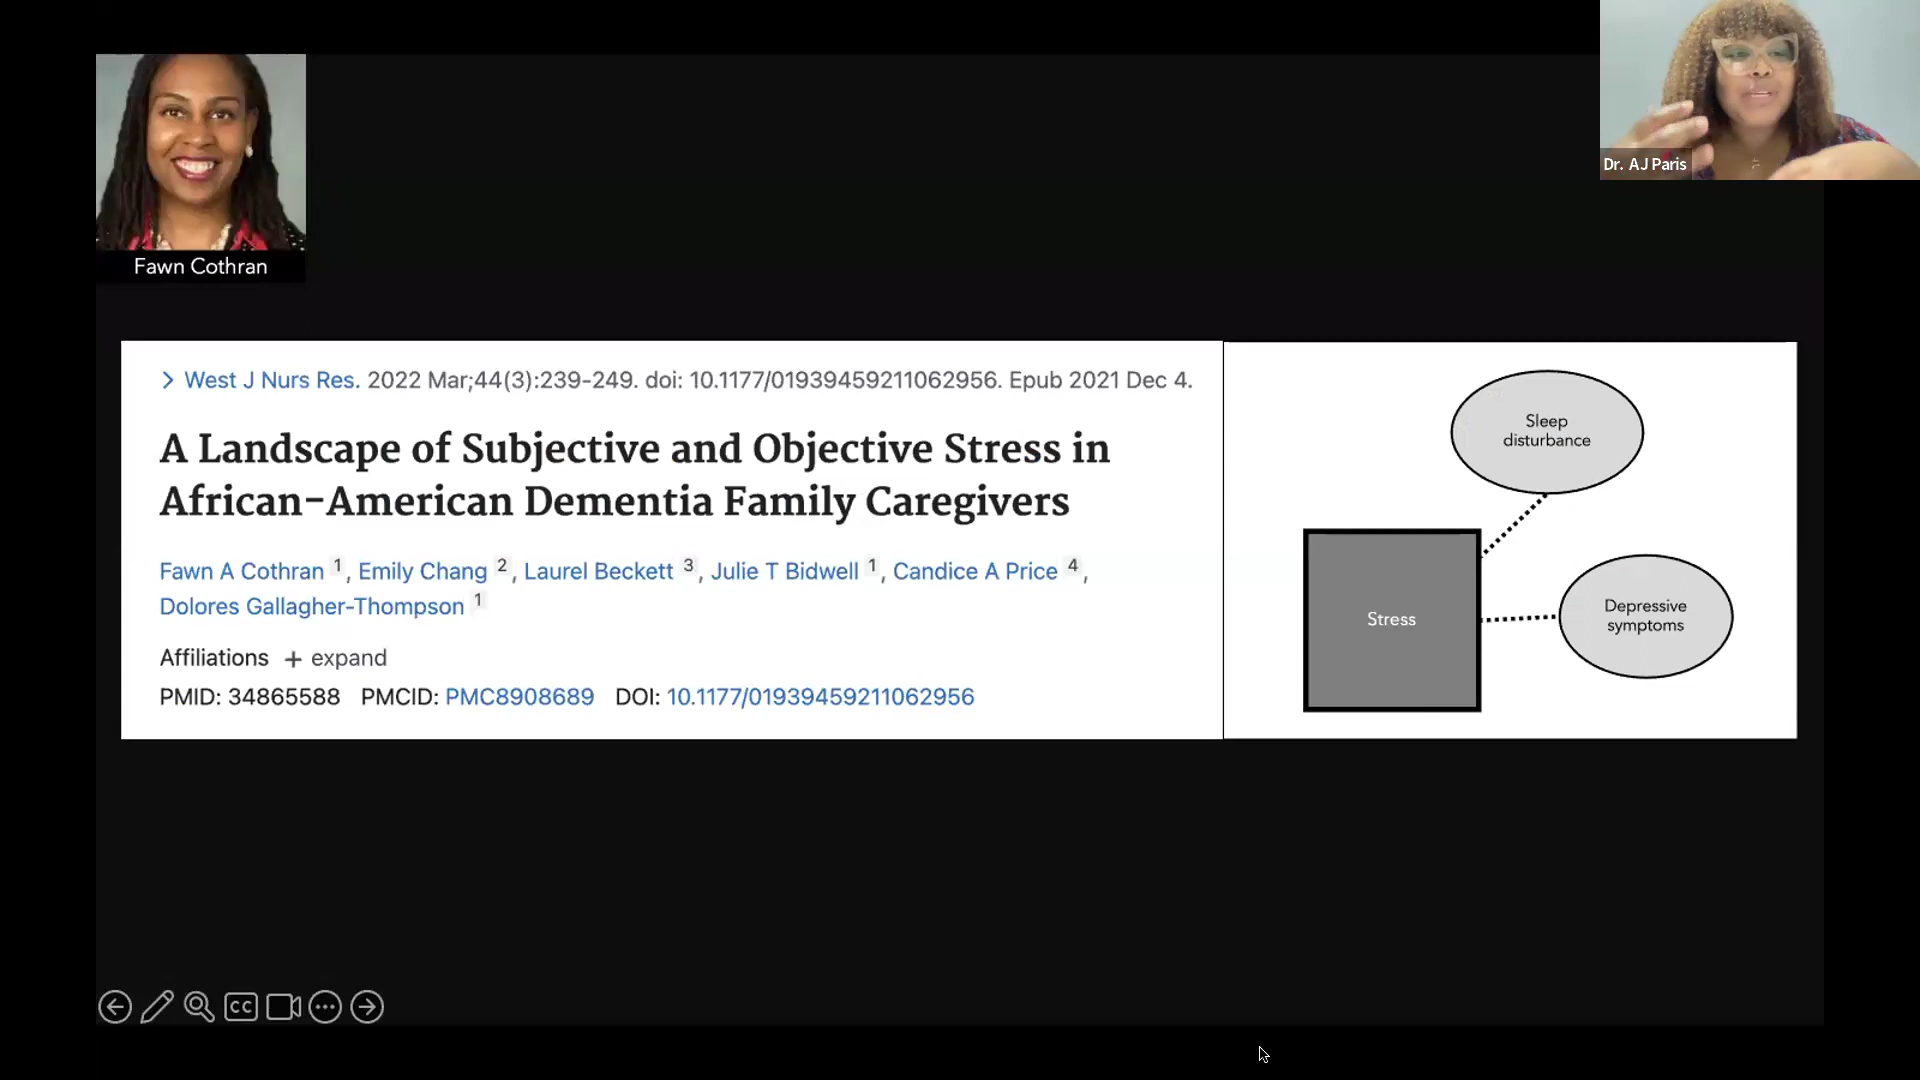 Fawn Cothran
Dr. AJ Paris
> West J Nurs Res. 2022 Mar;44(3):239-249. doi: 10.1177/01939459211062956. Epub 2021 Dec 4.
A Landscape of Subjective and Objective Stress in
African-American Dementia Family Caregivers
Fawn A Cothran 1, Emily Chang 2, Laurel Beckett 3, Julie T Bidwell 1, Candice A Price 4,
Dolores Gallagher-Thompson 1
Affiliations + expand
PMID: 34865588 PMCID: PMC8908689 DOI: 10.1177/01939459211062956
Sleep
disturbance
Stress
Depressive
symptoms
CC